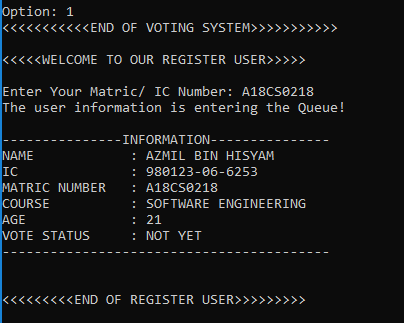 Option: 1
<<<<<<<<<<<END OF VOTING SYSTEM>>>>>>>>>>>
<<<<<WELCOME TO OUR REGISTER USER>>>>>
Enter Your Matric/ IC Number: A18CS0218
The user information is entering the Queue!
---------------INFORMATION---------------
NAME            : AZMIL BIN HISYAM
IC              : 980123-06-6253
MATRIC NUMBER   : A18CS0218
COURSE          : SOFTWARE ENGINEERING
AGE             : 21
VOTE STATUS     : NOT YET
-----------------------------------------
<<<<<<<<<END OF REGISTER USER>>>>>>>>>